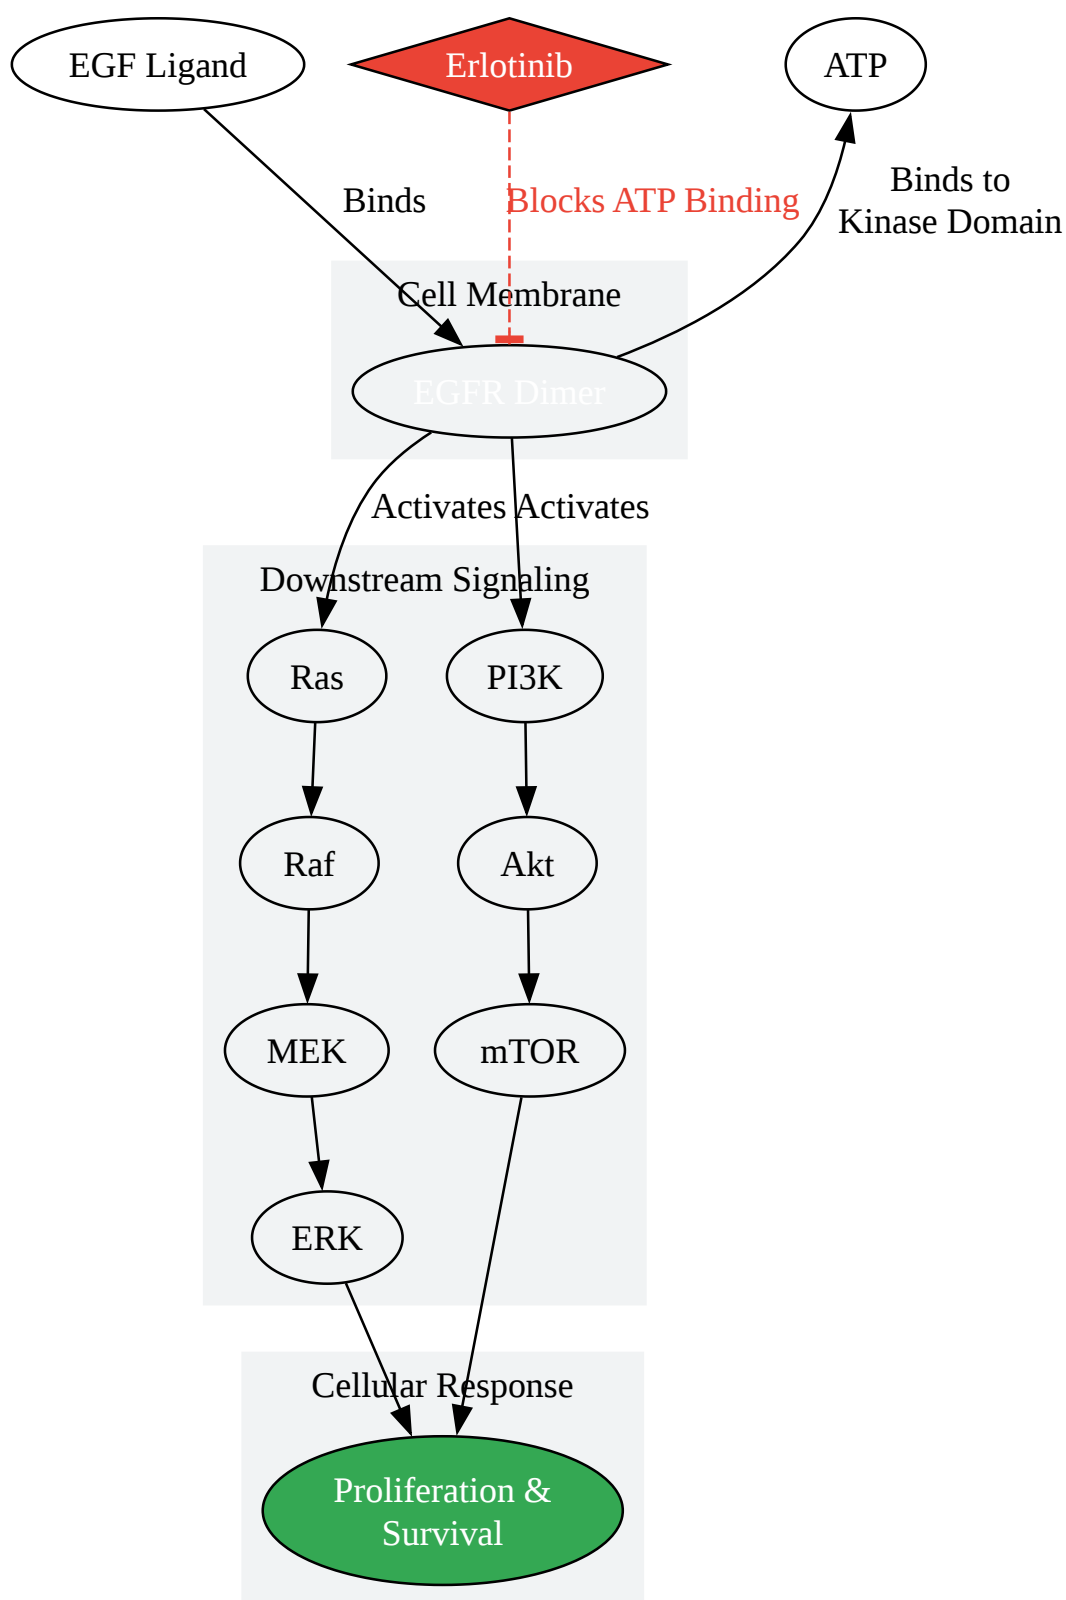 EGF Ligand
Erlotinib
ATP
Binds
Blocks ATP Binding
Binds to
Kinase Domain
Cell Membrane
EGFR Dimer
Activates
Activates
Downstream Signaling
Ras
PI3K
Raf
Akt
MEK
mTOR
ERK
Cellular Response
Proliferation &
Survival